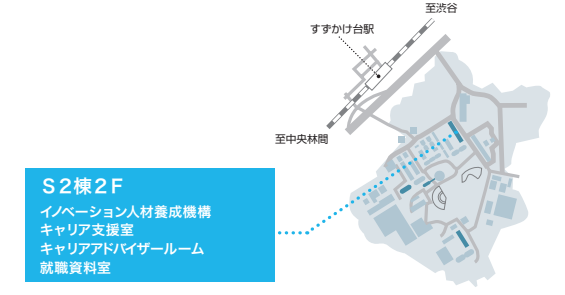 至渋谷
すずかけ台駅
至中央林間
S2棟2F
イノベーション人材養成機構
キャリア支援室
キャリアアドバイザールーム
就職資料室